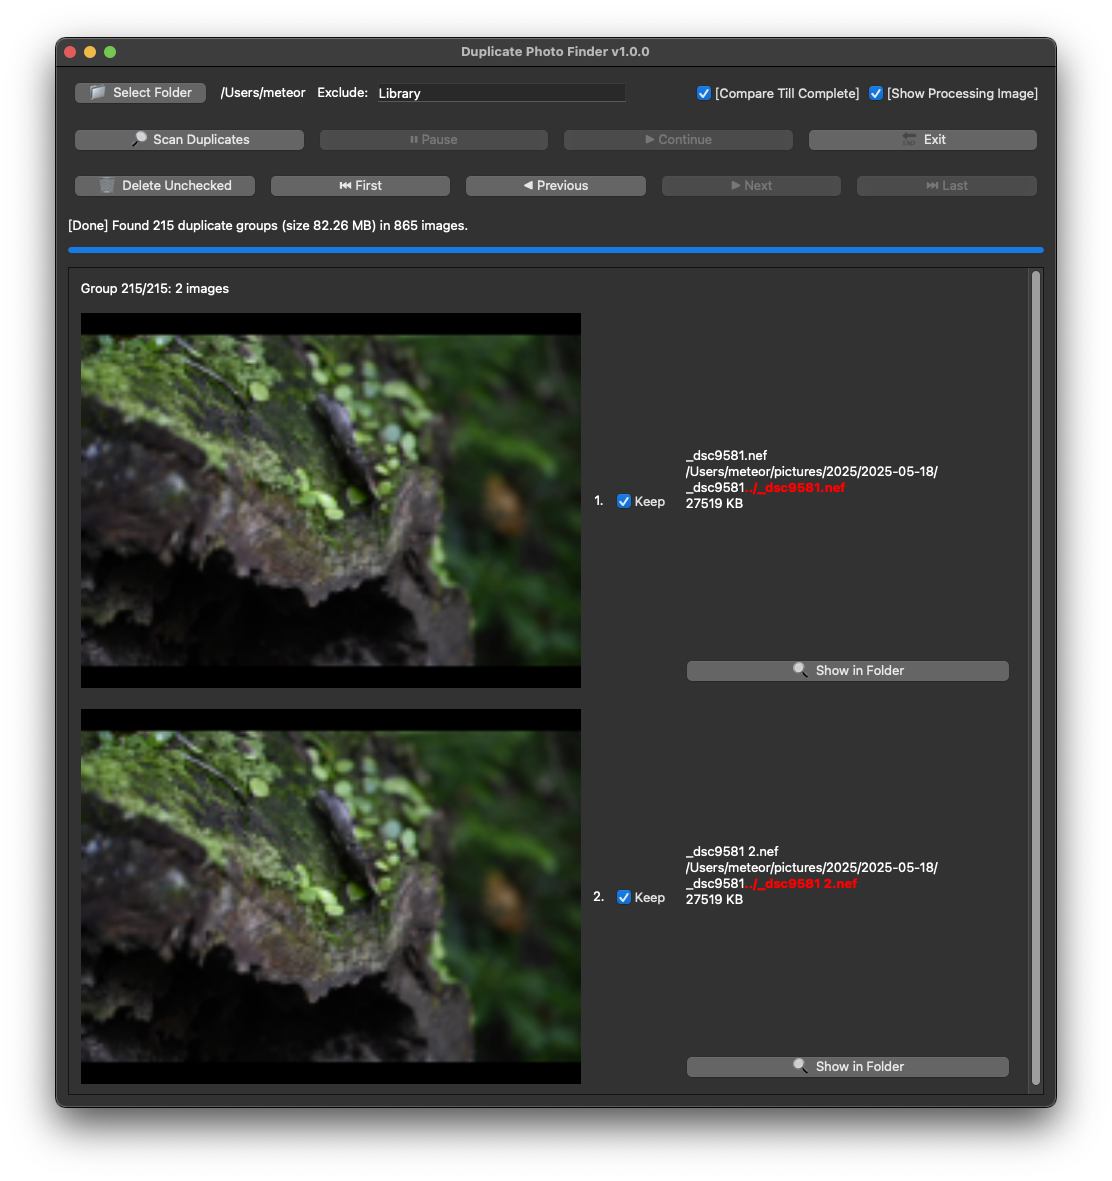 Duplicate Photo Finder v1.0.0
Select Folder /Users/meteor Exclude: Library [Compare Till Complete] [Show Processing Image]
Scan Duplicates Pause Continue Exit
Delete Unchecked First Previous Next Last
[Done] Found 215 duplicate groups (size 82.26 MB) in 865 images.
Group 215/215: 2 images
_dsc9581.nef
/Users/meteor/pictures/2025/2025-05-18/
_dsc9581../_dsc9581.nef
1. Keep
27519 KB
Show in Folder
_dsc9581 2.nef
/Users/meteor/pictures/2025/2025-05-18/
_dsc9581../_dsc9581 2.nef
2. Keep
27519 KB
Show in Folder